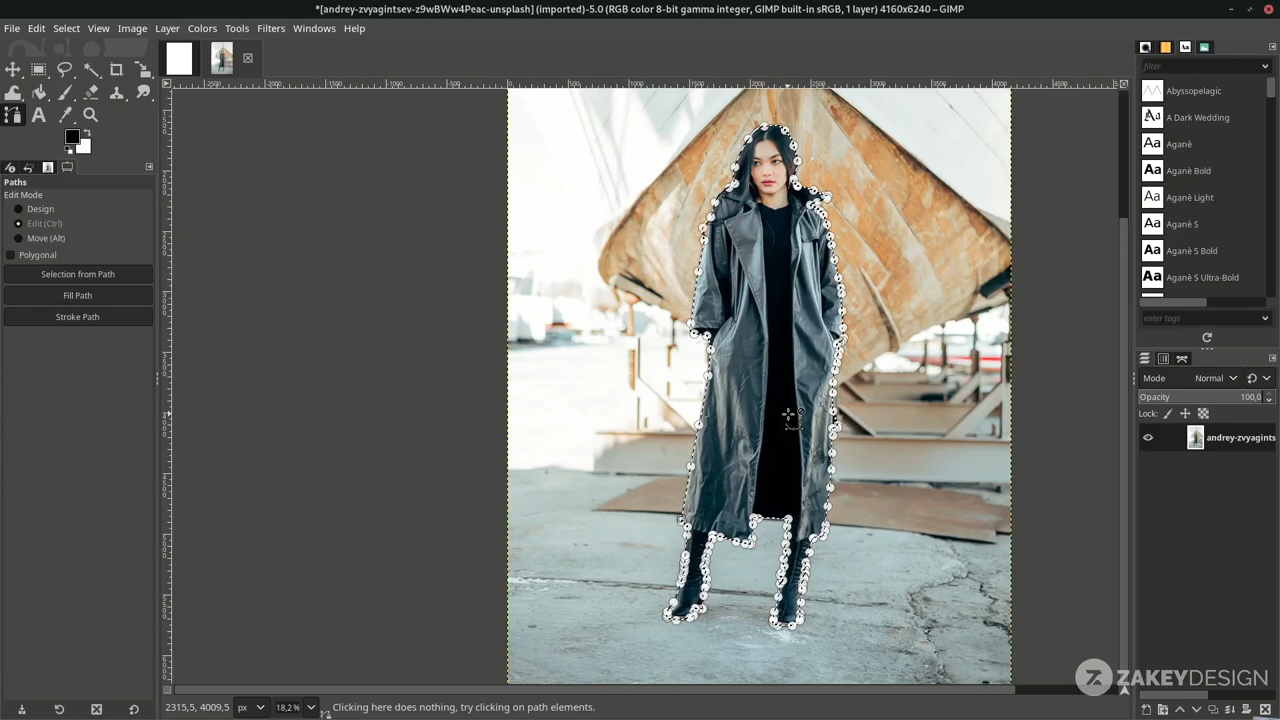 *[andrey-zvyagintsev-z9wBWw4Peac-unsplash] (imported)-5.0 (RGB color 8-bit gamma integer, GIMP built-in sRGB, 1 layer) 4160x6240 – GIMP
File Edit Select View Image Layer Colors Tools Filters Windows Help
Paths
Edit Mode
Design
Edit (Ctrl)
Move (Alt)
Polygonal
Selection from Path
Fill Path
Stroke Path
filter
Abyssopelagic
A Dark Wedding
Aganè
Aganè Bold
Aganè Light
Aganè S
Aganè S Bold
Aganè S Ultra-Bold
enter tags
Mode Normal
Opacity 100,0
Lock:
andrey-zvyagints
ZAKEYDESIGN
2315,5, 4009,5 px 18,2% Clicking here does nothing, try clicking on path elements.